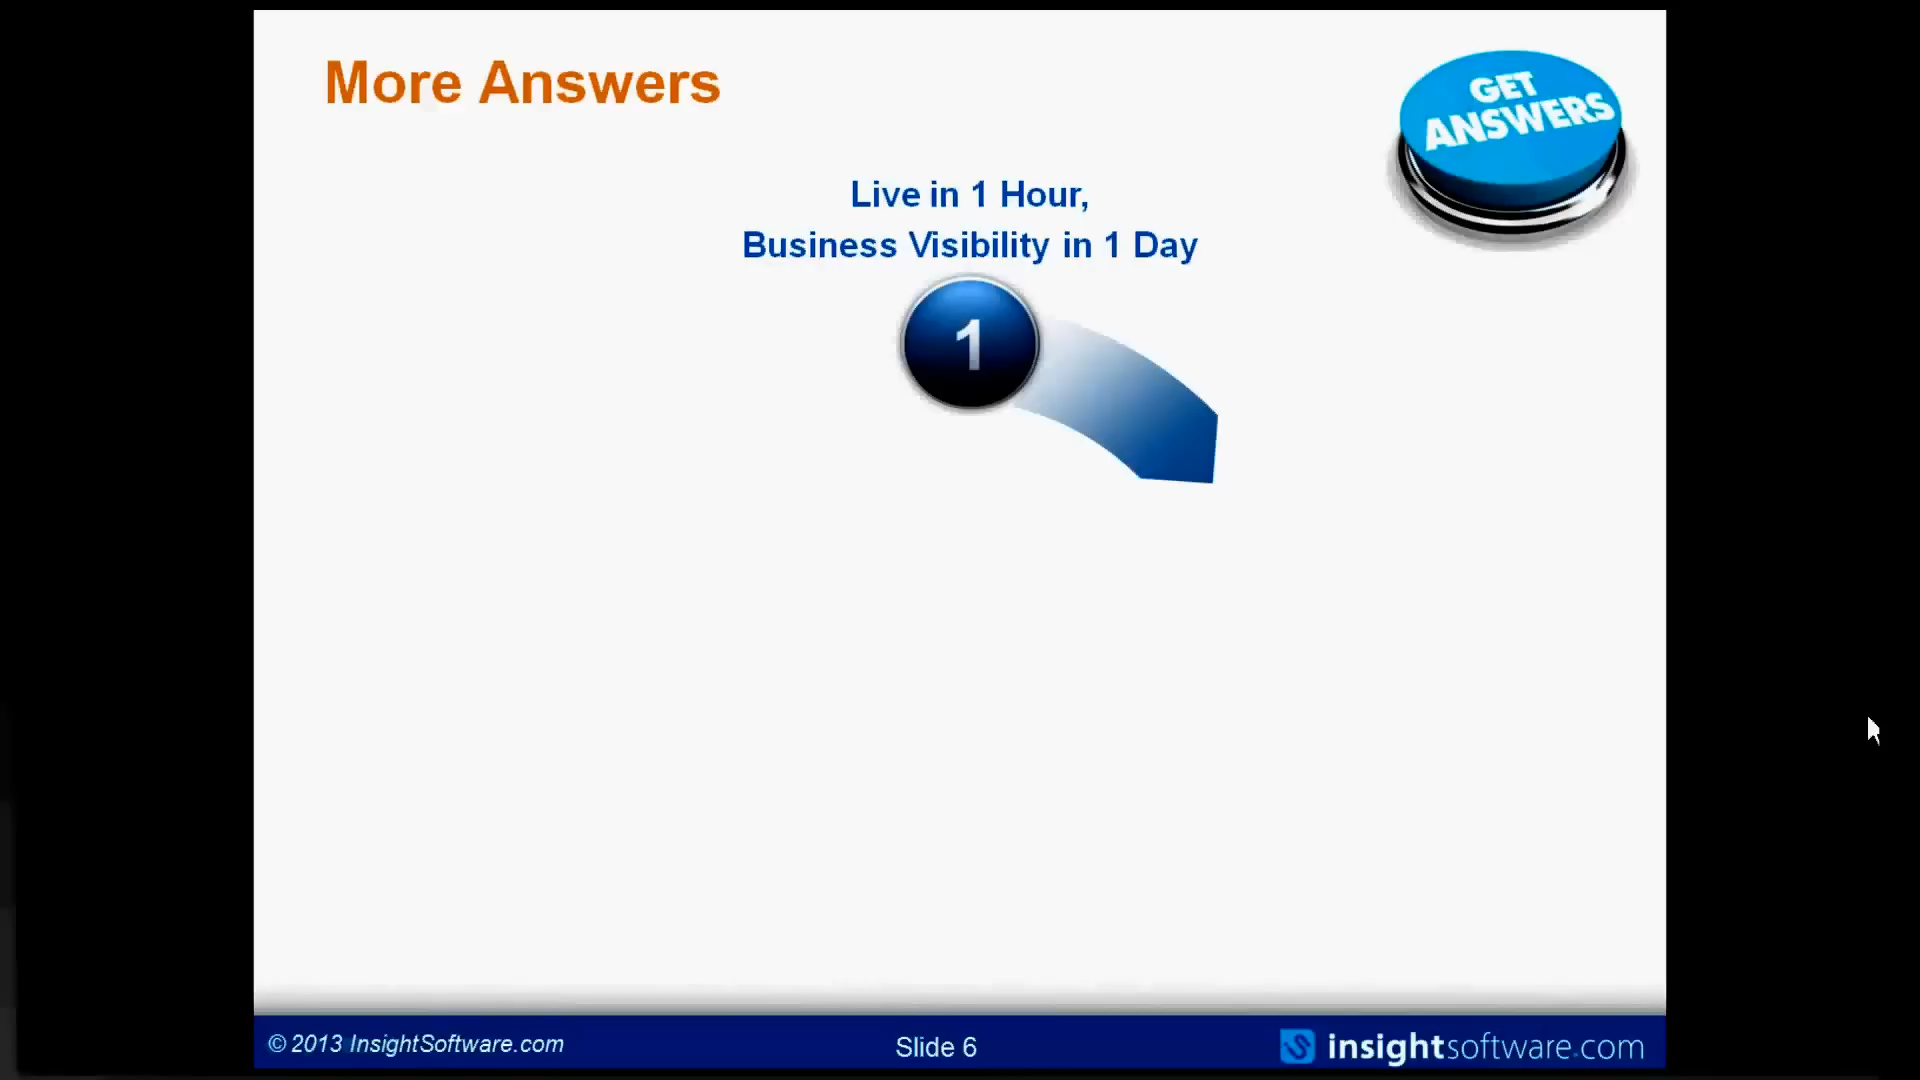 More Answers
GET
ANSWERS
Live in 1 Hour,
Business Visibility in 1 Day
1
© 2013 InsightSoftware.com
Slide 6
insightsoftware.com